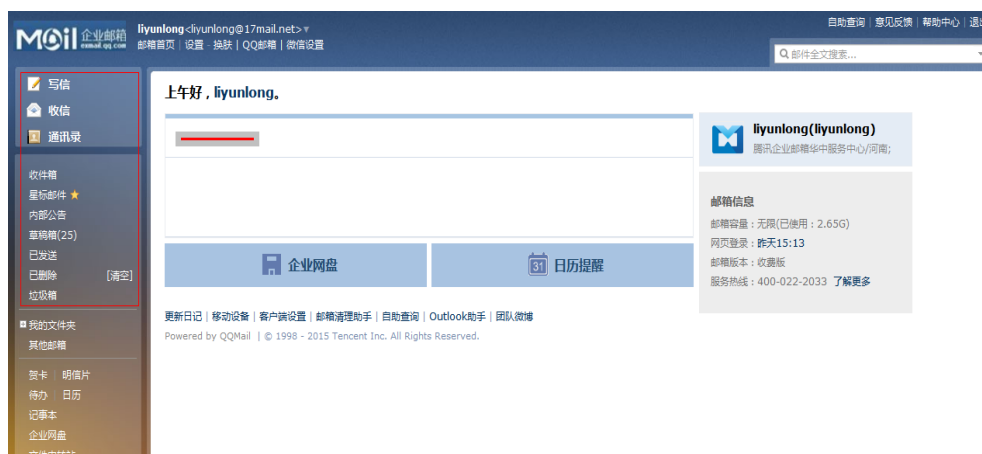 MOil 企业邮箱 exmail.qq.com
liyunlong<liyunlong@17mail.net>
邮箱首页 | 设置 - 换肤 | QQ邮箱 | 微信设置
自助查询 | 意见反馈 | 帮助中心 |
邮件全文搜索...
写信
收信
通讯录
收件箱
星标邮件
内部公告
草稿箱(25)
已发送
已删除 [清空]
垃圾箱
我的文件夹
其他邮箱
贺卡 | 明信片
待办 | 日历
记事本
企业网盘
上午好，liyunlong。
企业网盘
31 日历提醒
更新日记 | 移动设备 | 客户端设置 | 邮箱清理助手 | 自助查询 | Outlook助手 | 团队微博
Powered by QQMail | © 1998 - 2015 Tencent Inc. All Rights Reserved.
liyunlong(liyunlong)
腾讯企业邮箱华中服务中心/河南;
邮箱信息
邮箱容量：无限(已使用：2.65G)
网页登录：昨天15:13
邮箱版本：收费版
服务热线：400-022-2033 了解更多